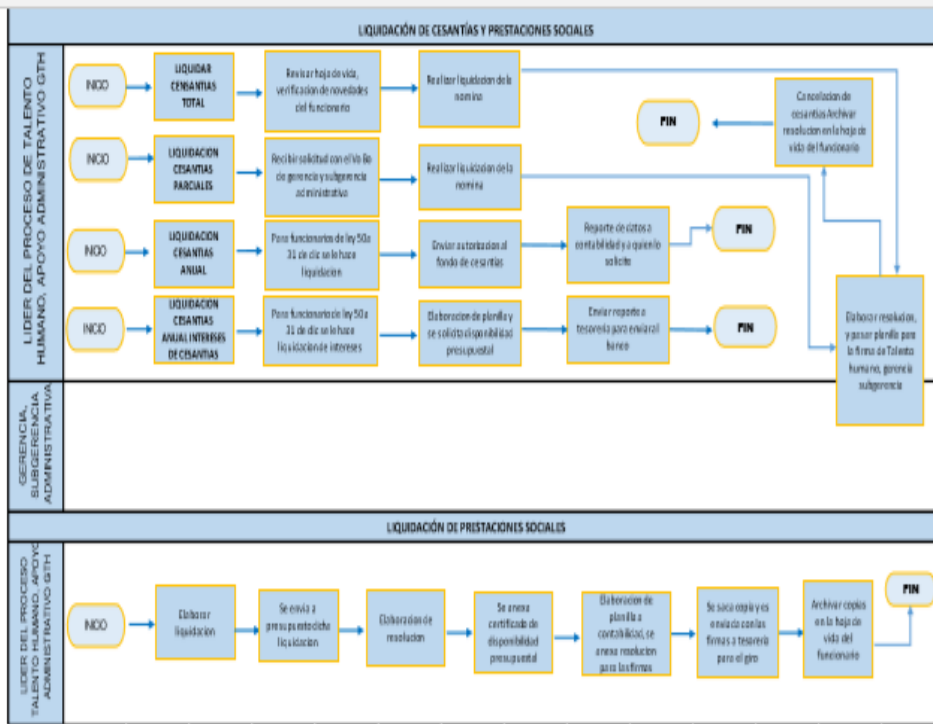 LIQUIDACIÓN DE CESANTÍAS Y PRESTACIONES SOCIALES
LIDER DEL PROCESO DE TALENTO
HUMANO, APOYO ADMINISTRATIVO GTH
INICIO
LIQUIDAR
CENSANTIAS
TOTAL
Revisar hoja de vida,
verificacion de novedades
del funcionario
Realizar liquidacion de la
nomina
FIN
Cancelacion de
cesantias Archivar
resolucion en la hoja de
vida del funcionario
INICIO
LIQUIDACION
CESANTIAS
PARCIALES
Recibir solicitud con el Vo Bo
de gerencia y subgerencia
administrativa
Realizar liquidacion de la
nomina
INICIO
LIQUIDACION
CESANTIAS
ANUAL
Para funcionarios de ley 50 a
31 de dic se le hace
liquidacion
Enviar autorizacion al
fondo de cesantias
Reporte de datos a
contabilidad y a quien lo
solicite
FIN
INICIO
LIQUIDACION
CESANTIAS
ANUAL INTERESES
DE CESANTIAS
Para funcionario de ley 50 a
31 de dic se le hace
liquidacion de intereses
Elaboracion de planilla y
se solicita disponibilidad
presupuestal
Enviar reporte a
tesoreria para enviar al
banco
FIN
Elaborar resolucion,
y pasar planilla para
la firma de Talento
humano, gerencia
subgerencia
GERENCIA,
SUBGERENCIA
ADMINISTRATIVA
LIQUIDACIÓN DE PRESTACIONES SOCIALES
LIDER DEL PROCESO
TALENTO HUMANO, APOYO
ADMINISTRATIVO GTH
INICIO
Elaborar
liquidacion
Se envia a
presupuesto dicha
liquidacion
Elaboracion de
resolucion
Se anexa
certificado de
disponibilidad
presupuestal
Elaboracion de
planilla a
contabilidad, se
anexa resolucion
para las firmas
Se saca copia y es
enviada con las
firmas a tesoreria
para el giro
Archivar copias
en la hoja de
vida del
funcionario
FIN